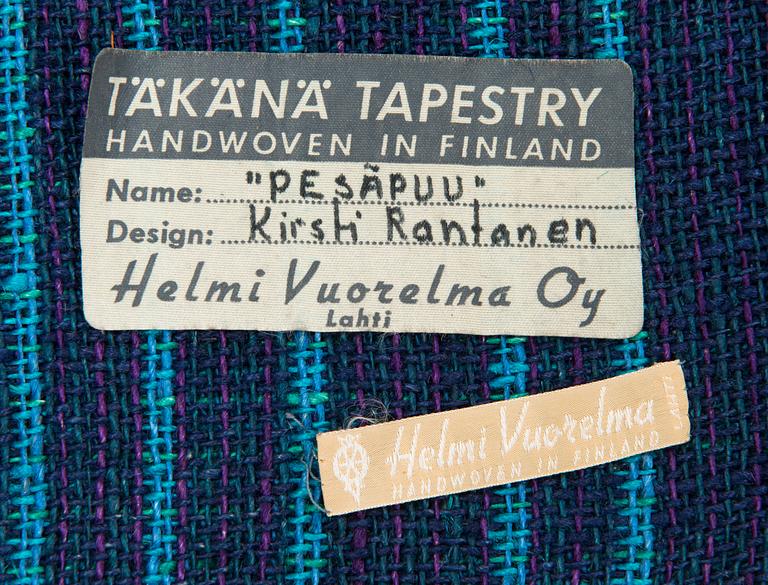 TÄKÄNÄ TAPESTRY
HANDWOVEN IN FINLAND
Name: "PESÄPUU"
Design: Kirsti Rantanen
Helmi Vuorelma Oy
Lahti
Helmi Vuorelma LAHTI
HANDWOVEN IN FINLAND